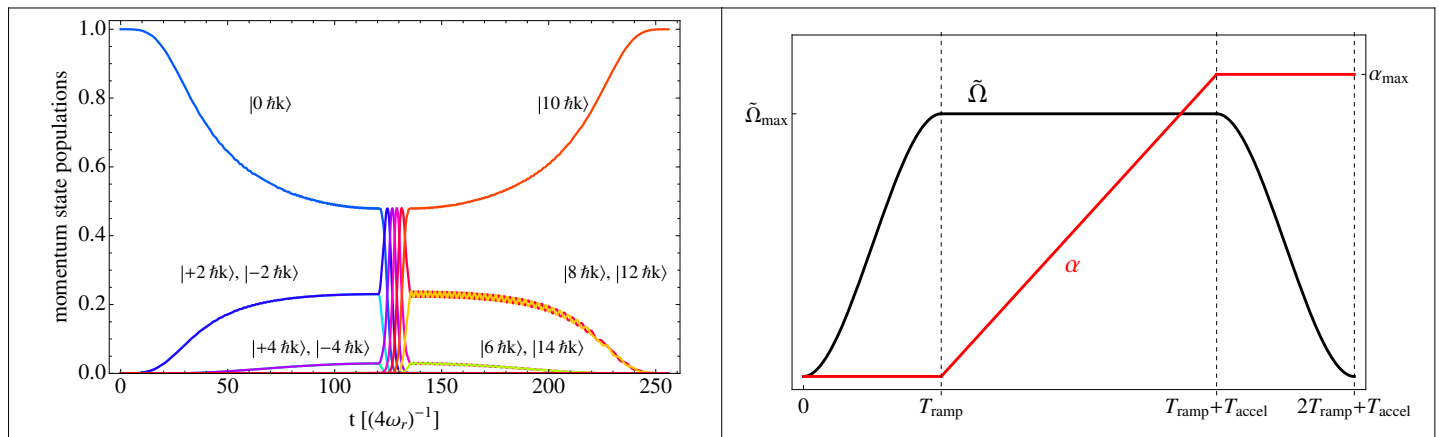 1.0
0.8
0.6
0.4
0.2
0.0
momentum state populations
|0 ℏk⟩
|10 ℏk⟩
|+2 ℏk⟩, |−2 ℏk⟩
|8 ℏk⟩, |12 ℏk⟩
|+4 ℏk⟩, |−4 ℏk⟩
|6 ℏk⟩, |14 ℏk⟩
0 50 100 150 200 250
t [(4ω_r)^{-1}]
Ω̃
α_max
Ω̃_max
α
0 T_ramp T_ramp+T_accel 2T_ramp+T_accel